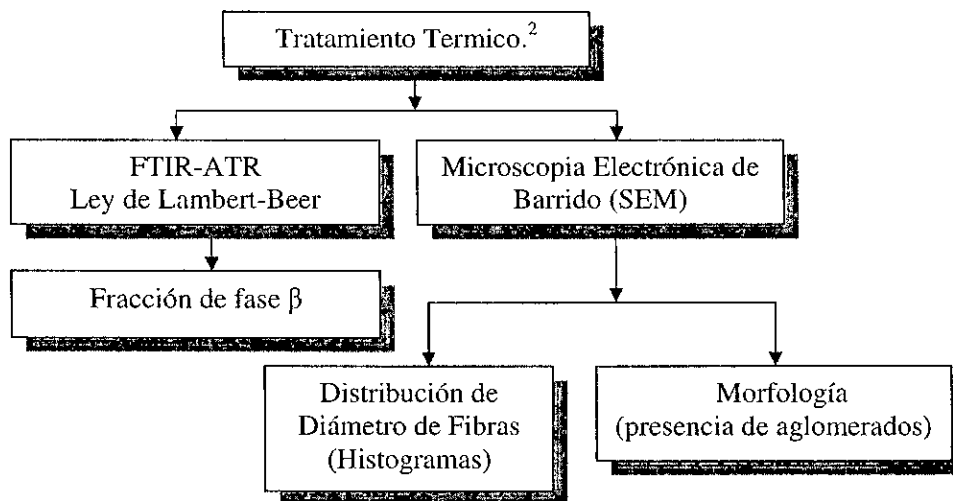 Tratamiento Termico.²
FTIR-ATR
Ley de Lambert-Beer
Microscopia Electrónica de
Barrido (SEM)
Fracción de fase β
Distribución de
Diámetro de Fibras
(Histogramas)
Morfología
(presencia de aglomerados)